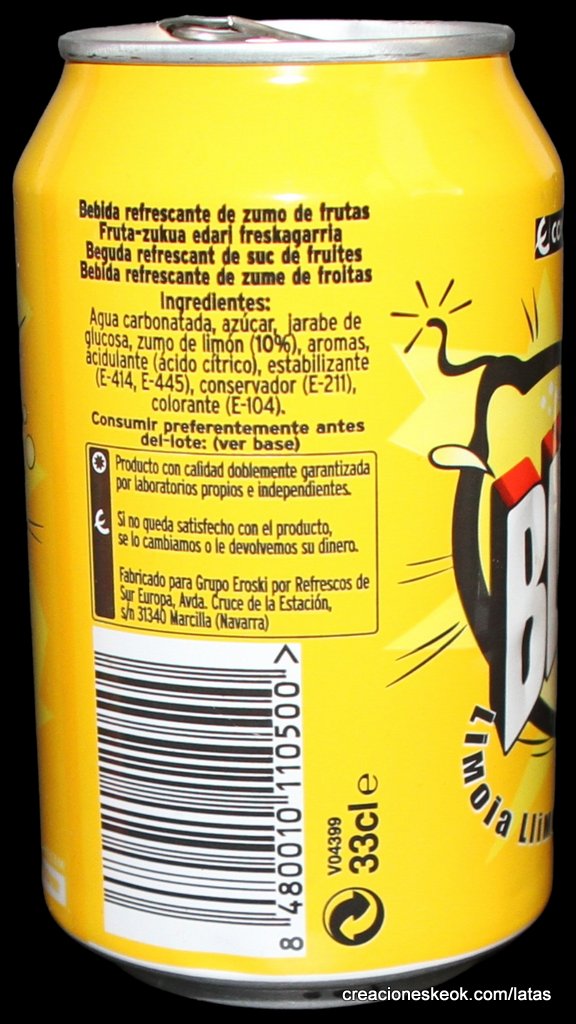 Bebida refrescante de zumo de frutas
Fruta-zukua edari freskagarria
Beguda refrescant de suc de fruites
Bebida refrescante de zume de froitas
Ingredientes:
Agua carbonatada, azúcar, jarabe de
glucosa, zumo de limón (10%), aromas,
acidulante (ácido cítrico), estabilizante
(E-414, E-445), conservador (E-211),
colorante (E-104).
Consumir preferentemente antes
del-lote: (ver base)
Producto con calidad doblemente garantizada
por laboratorios propios e independientes.
Si no queda satisfecho con el producto,
se lo cambiamos o le devolvemos su dinero.
Fabricado para Grupo Eroski por Refrescos de
Sur Europa, Avda. Cruce de la Estación,
s/n 31340 Marcilla (Navarra)
8 480010 110500 >
V04399
33cl e
limoia
creacioneskeok.com/latas